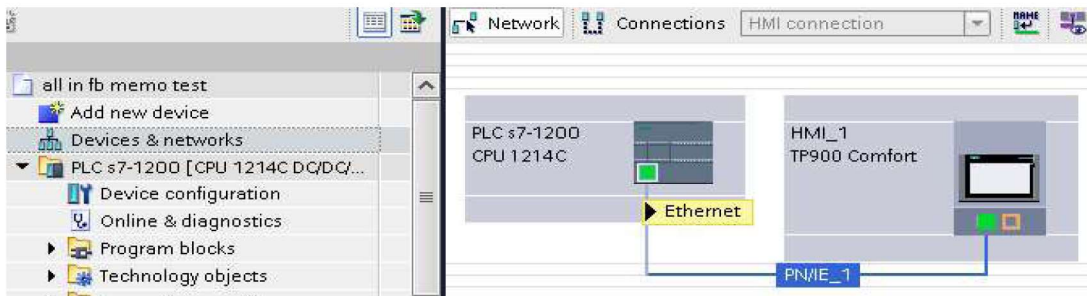 Network Connections HMI connection
NAME
all in fb memo test
Add new device
Devices & networks
PLC s7-1200 [CPU 1214C DC/DC/...
Device configuration
Online & diagnostics
Program blocks
Technology objects
PLC s7-1200
CPU 1214C
Ethernet
HMI_1
TP900 Comfort
PN/IE_1